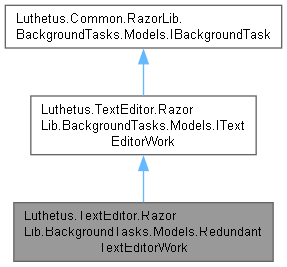 Luthetus.Common.RazorLib.
BackgroundTasks.Models.IBackgroundTask
Luthetus.TextEditor.Razor
Lib.BackgroundTasks.Models.IText
EditorWork
Luthetus.TextEditor.Razor
Lib.BackgroundTasks.Models.Redundant
TextEditorWork